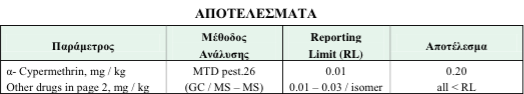 ΑΠΟΤΕΛΕΣΜΑΤΑ
Παράμετρος Μέθοδος Ανάλυσης Reporting Limit (RL) Αποτέλεσμα
α- Cypermethrin, mg / kg MTD pest.26 0.01 0.20
Other drugs in page 2, mg / kg (GC / MS – MS) 0.01 – 0.03 / isomer all < RL